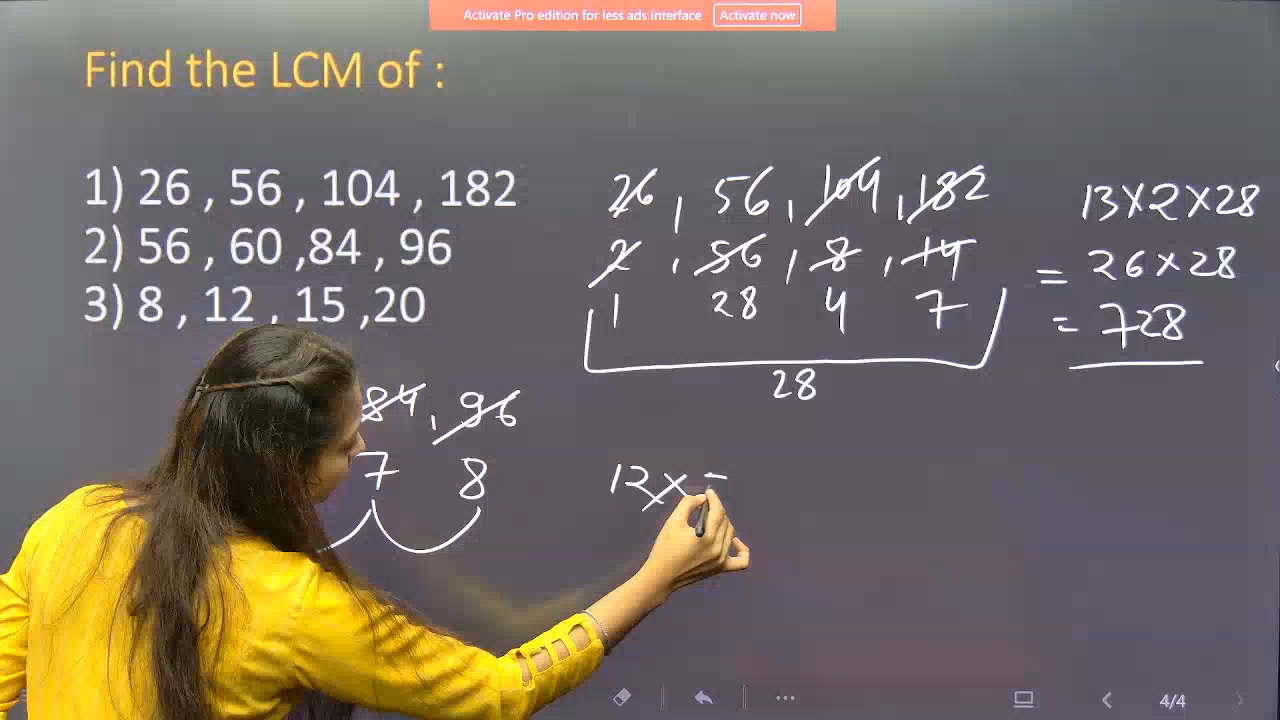 Activate Pro edition for less ads interface Activate now
Find the LCM of :
1) 26 , 56 , 104 , 182
2) 56 , 60 ,84 , 96
3) 8 , 12 , 15 ,20
26, 56, 104, 182
2, 56, 8, 14
1 28 4 7
28
13×2×28
= 26×28
= 728
84, 96
7 8
12×
4/4